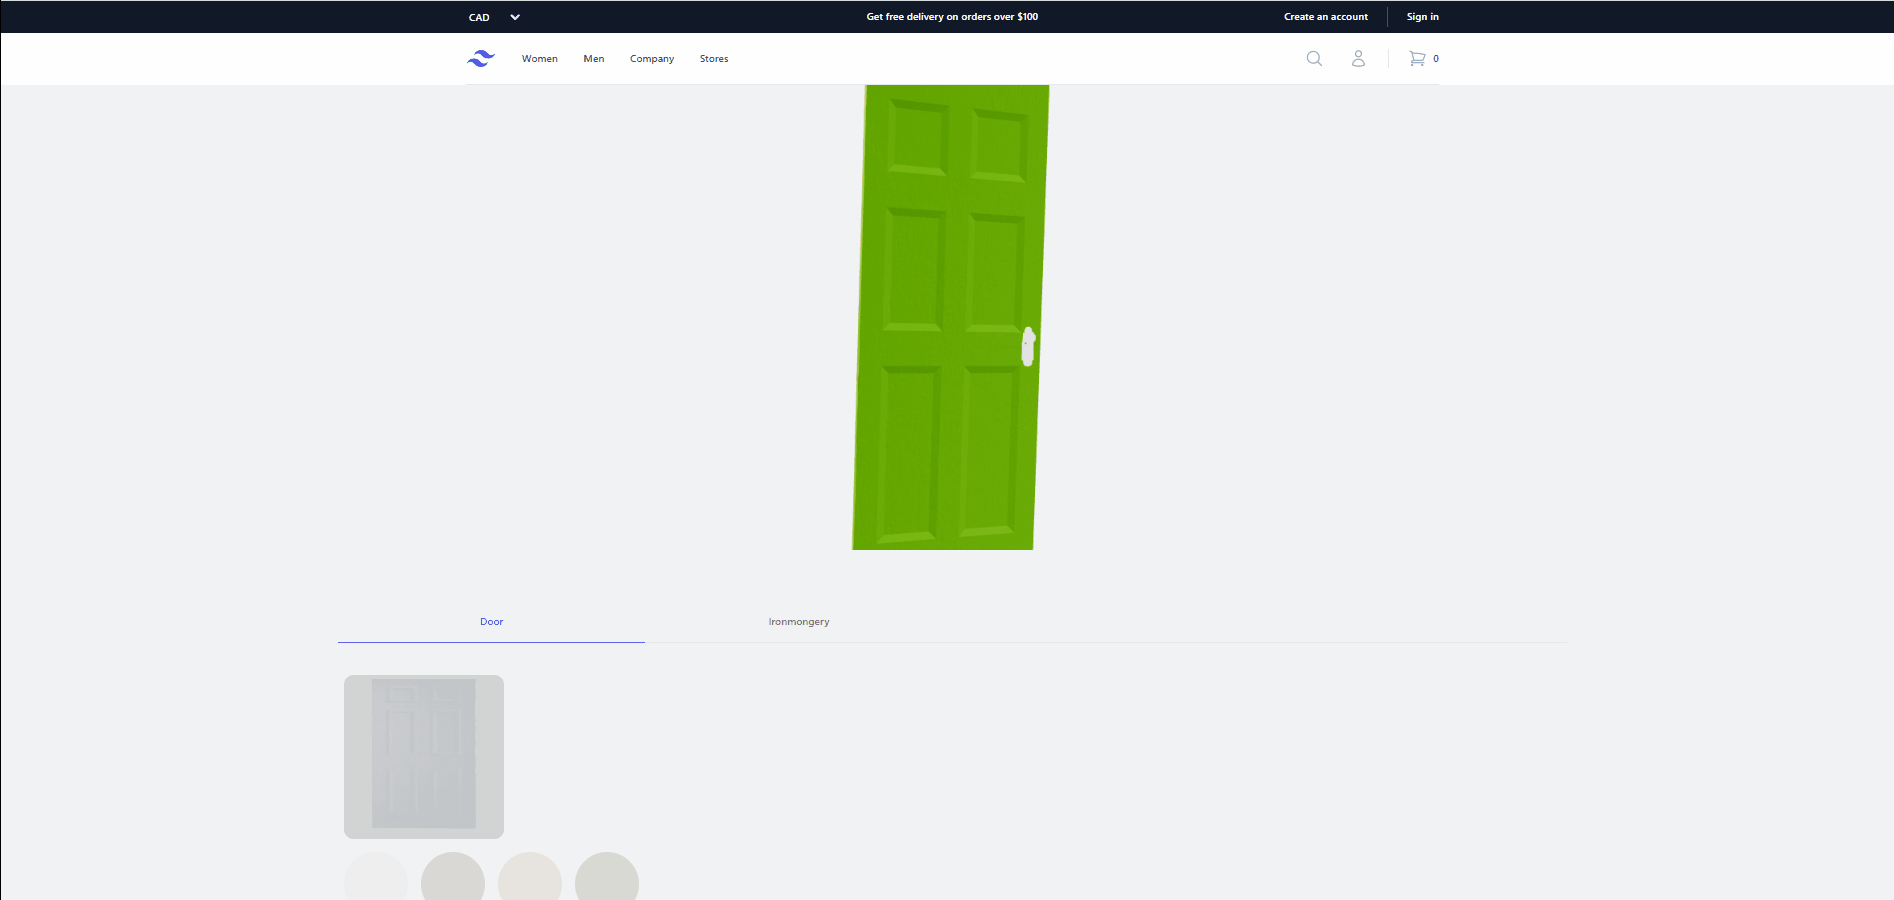 CAD
Get free delivery on orders over $100
Create an account
Sign in
Women
Men
Company
Stores
0
Door
Ironmongery